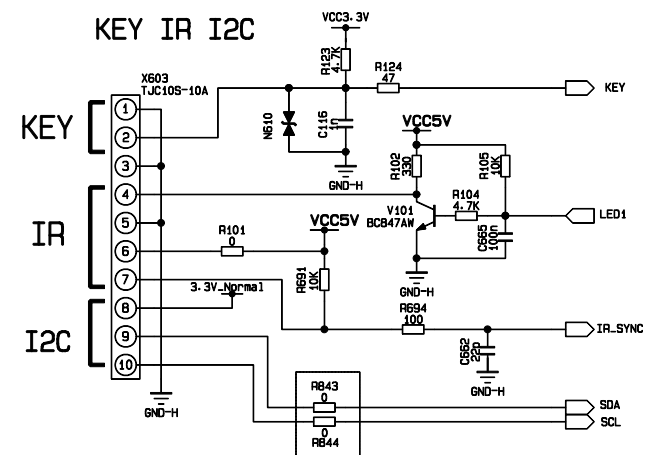 KEY IR I2C
VCC3.3V
R123
4.7K
X603
TJC10S-10A
R124
47
KEY
KEY
1
2
3
4
5
6
7
8
9
10
N610
C116
1n
GND-H
VCC5V
R102
330
R105
10K
V101
BC847AW
R104
4.7K
LED1
C665
100n
GND-H
IR
R101
0
VCC5V
R691
10K
3.3V_Normal
R694
100
IR_SYNC
I2C
C662
22p
GND-H
GND-H
R843
0
SDA
0
R844
SCL